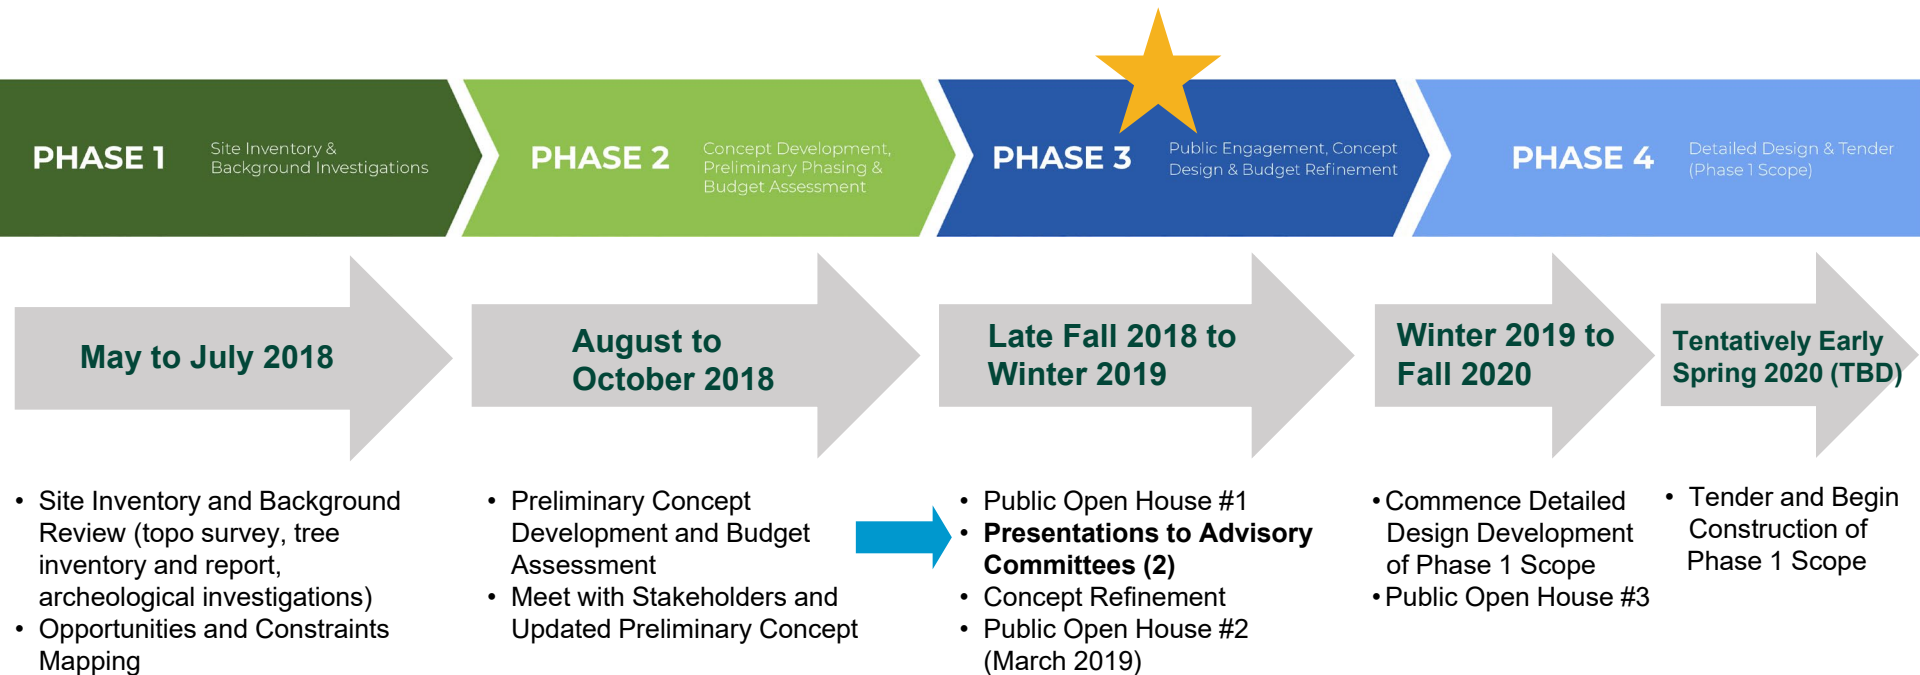 PHASE 1
Site Inventory &
Background Investigations
PHASE 2
Concept Development,
Preliminary Phasing &
Budget Assessment
PHASE 3
Public Engagement, Concept
Design & Budget Refinement
PHASE 4
Detailed Design & Tender
(Phase 1 Scope)
May to July 2018
August to
October 2018
Late Fall 2018 to
Winter 2019
Winter 2019 to
Fall 2020
Tentatively Early
Spring 2020 (TBD)
• Site Inventory and Background
Review (topo survey, tree
inventory and report,
archeological investigations)
• Opportunities and Constraints
Mapping
• Preliminary Concept
Development and Budget
Assessment
• Meet with Stakeholders and
Updated Preliminary Concept
• Public Open House #1
• Presentations to Advisory
Committees (2)
• Concept Refinement
• Public Open House #2
(March 2019)
• Commence Detailed
Design Development
of Phase 1 Scope
• Public Open House #3
• Tender and Begin
Construction of
Phase 1 Scope